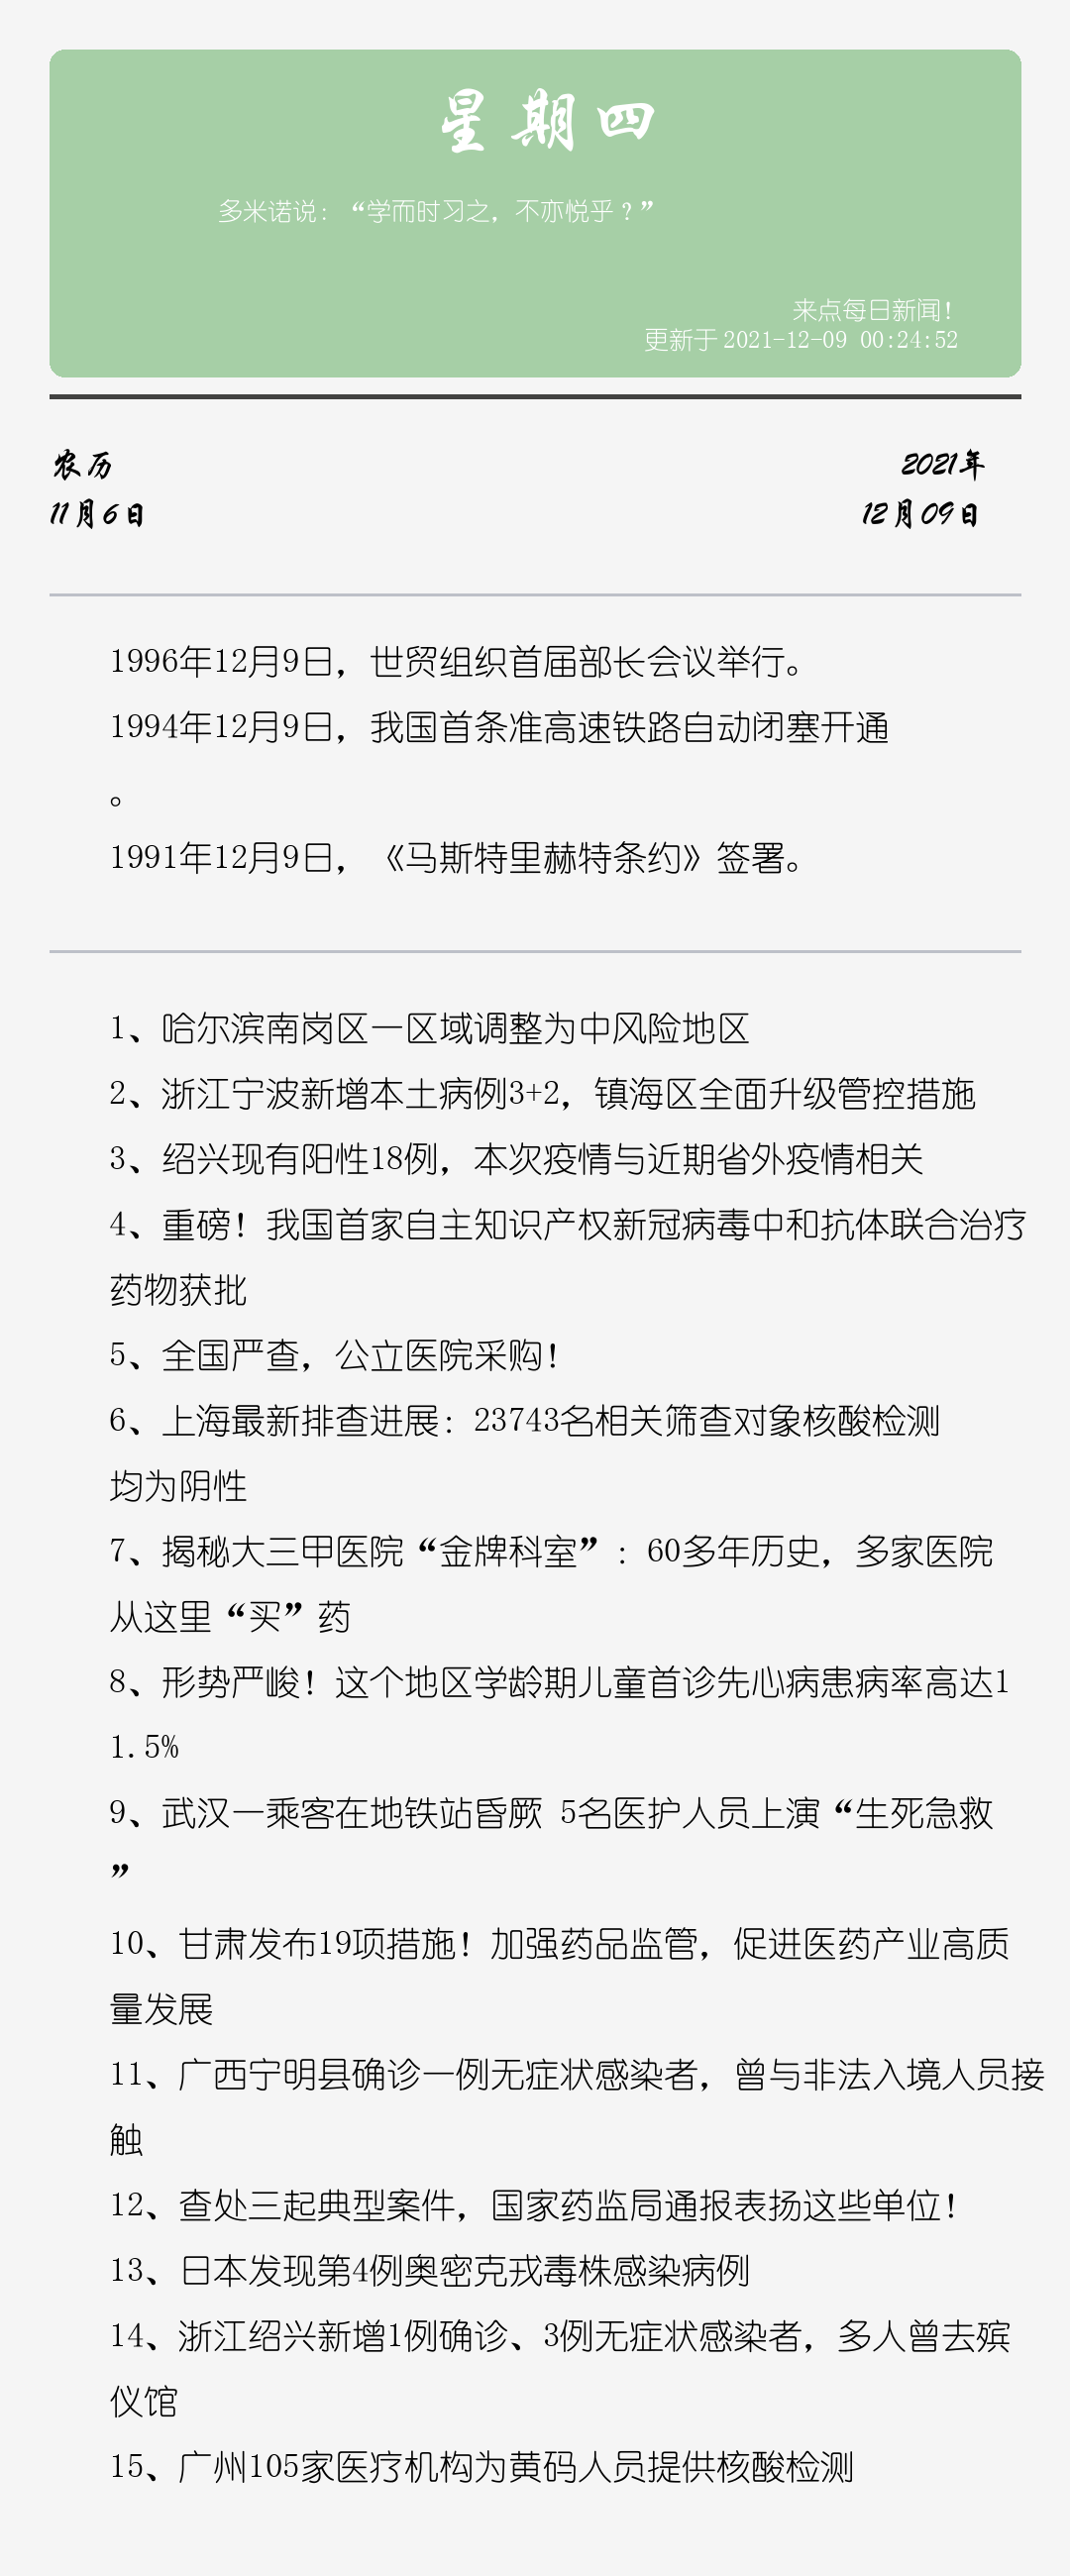 星期四
多米诺说：“学而时习之，不亦悦乎？”
来点每日新闻！
更新于2021-12-09 00:24:52
农历
2021年
11月6日
12月09日
1996年12月9日，世贸组织首届部长会议举行。
1994年12月9日，我国首条准高速铁路自动闭塞开通
。
1991年12月9日，《马斯特里赫特条约》签署。
1、哈尔滨南岗区一区域调整为中风险地区
2、浙江宁波新增本土病例3+2，镇海区全面升级管控措施
3、绍兴现有阳性18例，本次疫情与近期省外疫情相关
4、重磅！我国首家自主知识产权新冠病毒中和抗体联合治疗
药物获批
5、全国严查，公立医院采购！
6、上海最新排查进展：23743名相关筛查对象核酸检测
均为阴性
7、揭秘大三甲医院“金牌科室”：60多年历史，多家医院
从这里“买”药
8、形势严峻！这个地区学龄期儿童首诊先心病患病率高达1
1.5%
9、武汉一乘客在地铁站昏厥 5名医护人员上演“生死急救
”
10、甘肃发布19项措施！加强药品监管，促进医药产业高质
量发展
11、广西宁明县确诊一例无症状感染者，曾与非法入境人员接
触
12、查处三起典型案件，国家药监局通报表扬这些单位！
13、日本发现第4例奥密克戎毒株感染病例
14、浙江绍兴新增1例确诊、3例无症状感染者，多人曾去殡
仪馆
15、广州105家医疗机构为黄码人员提供核酸检测